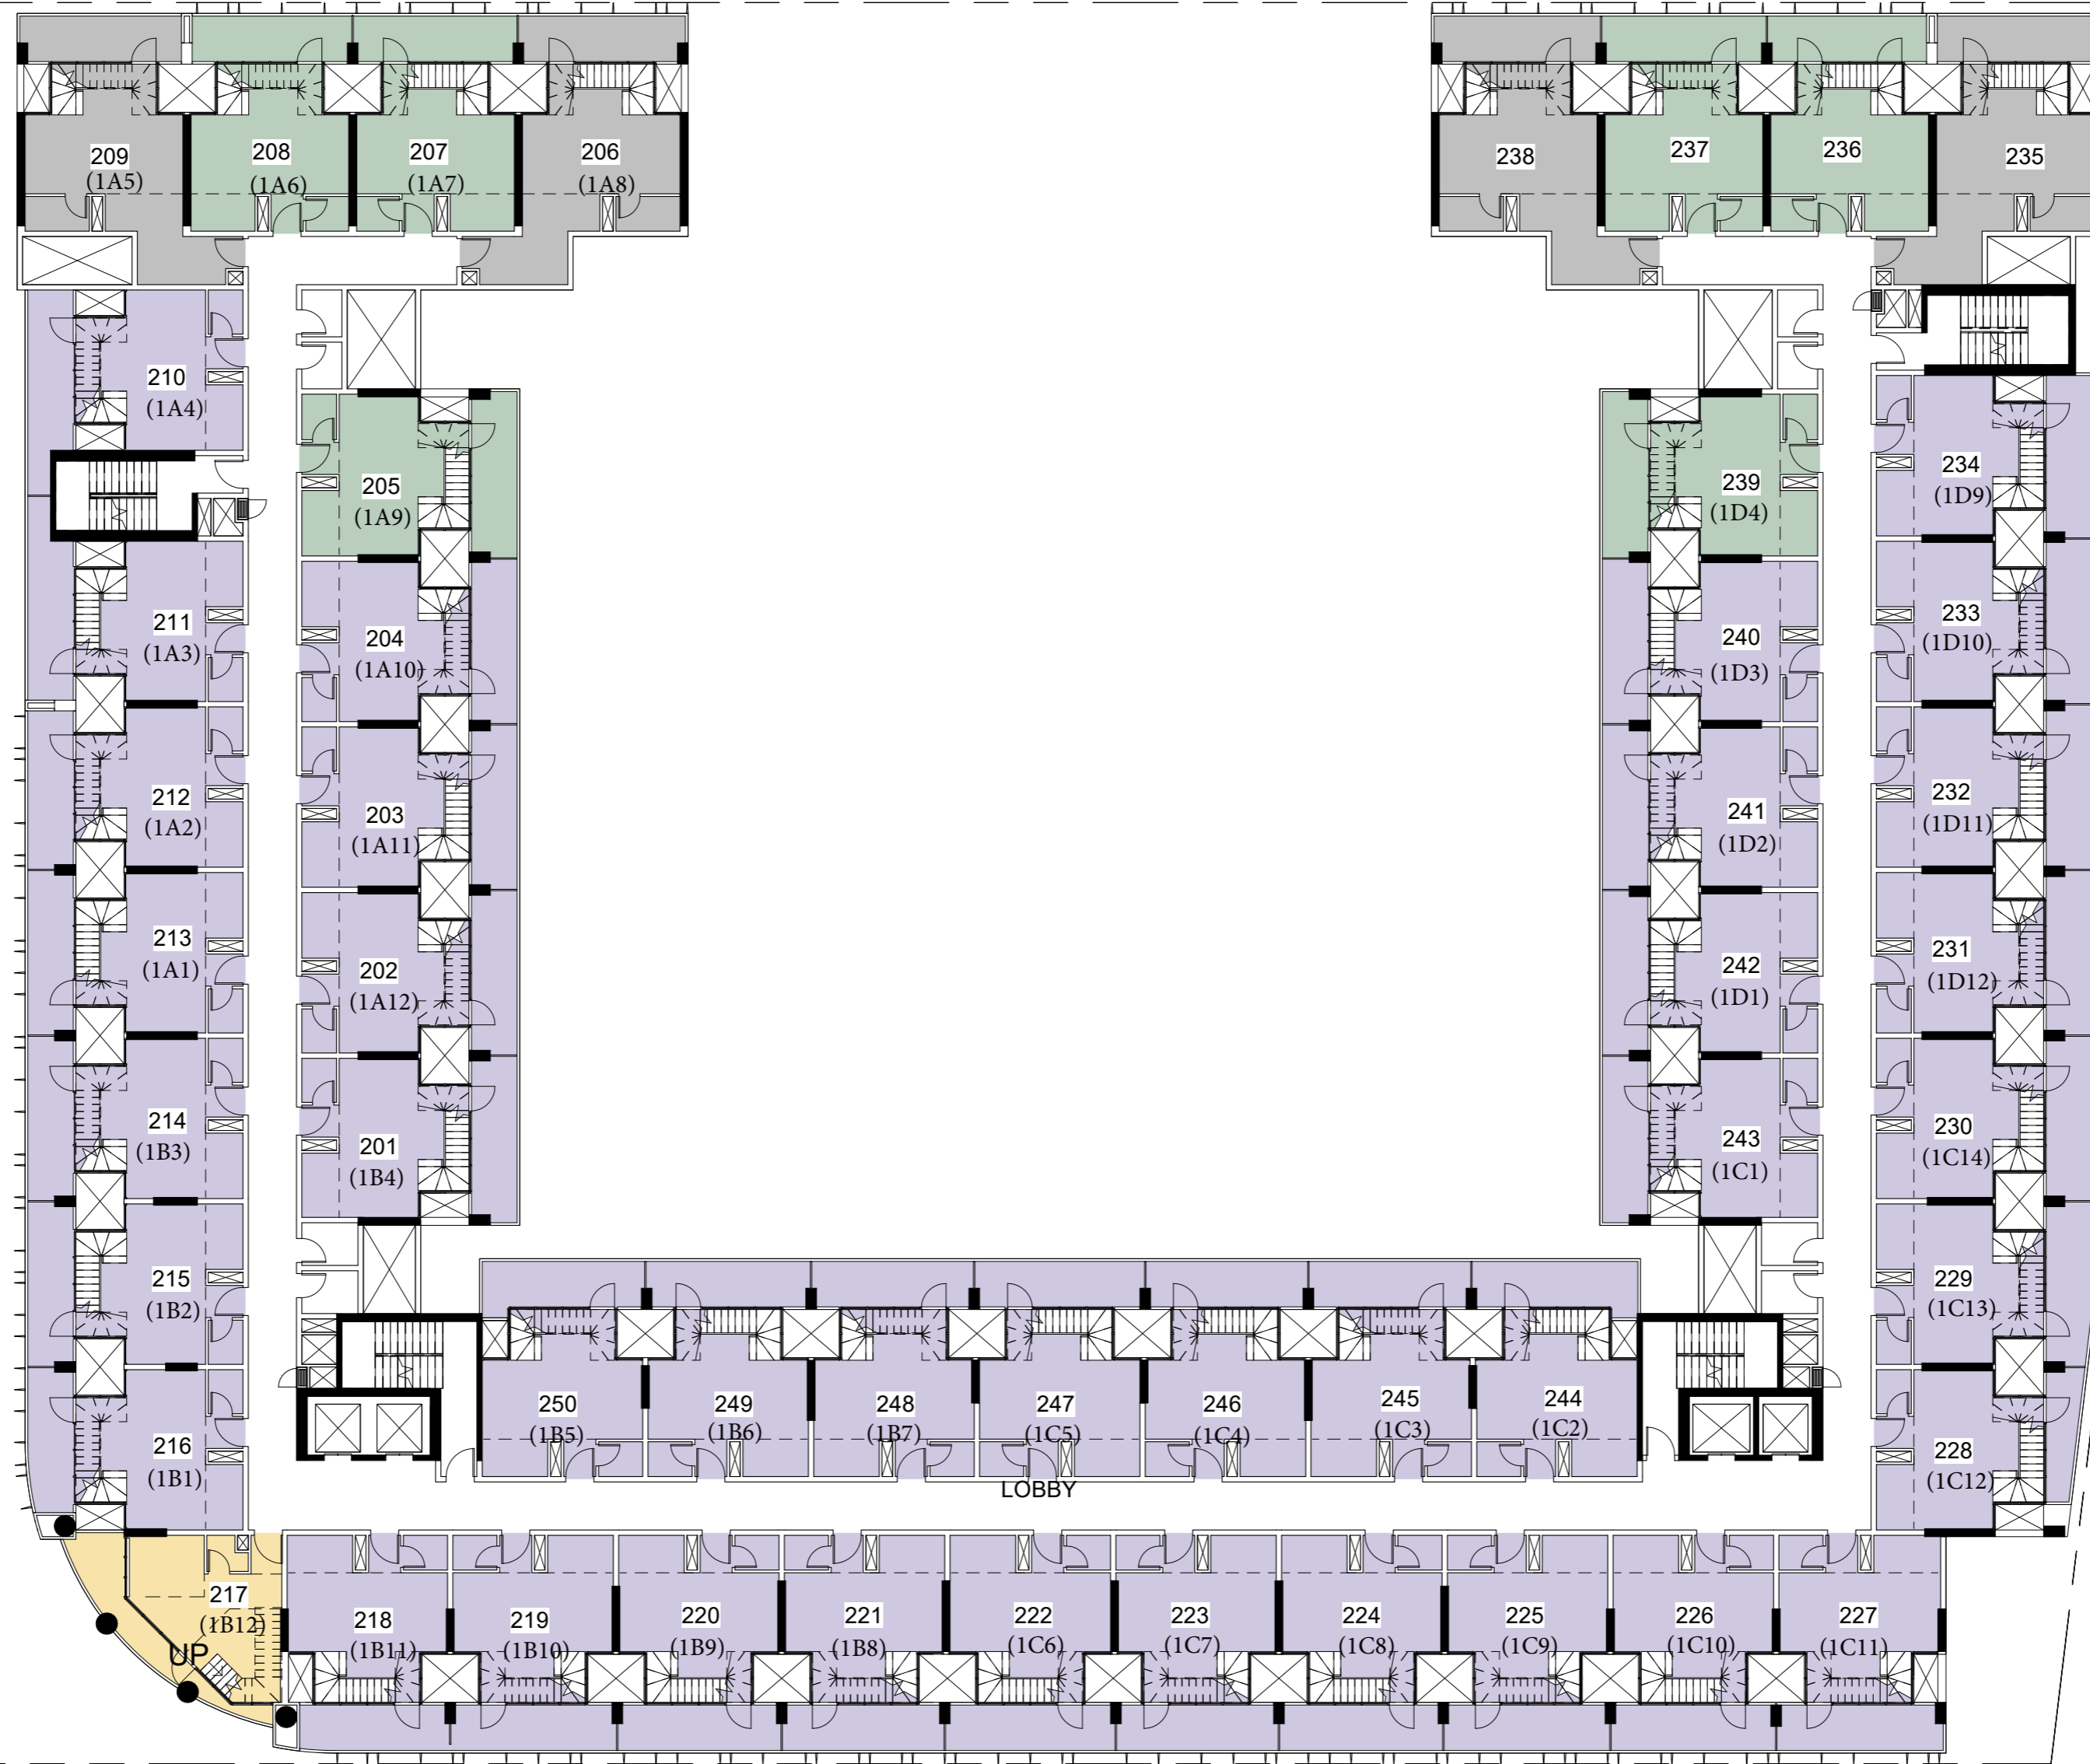 209
(1A5)
208
(1A6)
207
(1A7)
206
(1A8)
238
237
236
235
210
(1A4)
205
(1A9)
239
(1D4)
234
(1D9)
211
(1A3)
204
(1A10)
240
(1D3)
233
(1D10)
212
(1A2)
203
(1A11)
241
(1D2)
232
(1D11)
213
(1A1)
202
(1A12)
242
(1D1)
231
(1D12)
214
(1B3)
201
(1B4)
243
(1C1)
230
(1C14)
215
(1B2)
229
(1C13)
216
(1B1)
250
(1B5)
249
(1B6)
248
(1B7)
247
(1C5)
246
(1C4)
245
(1C3)
244
(1C2)
228
(1C12)
LOBBY
217
(1B12)
UP
218
(1B11)
219
(1B10)
220
(1B9)
221
(1B8)
222
(1C6)
223
(1C7)
224
(1C8)
225
(1C9)
226
(1C10)
227
(1C11)